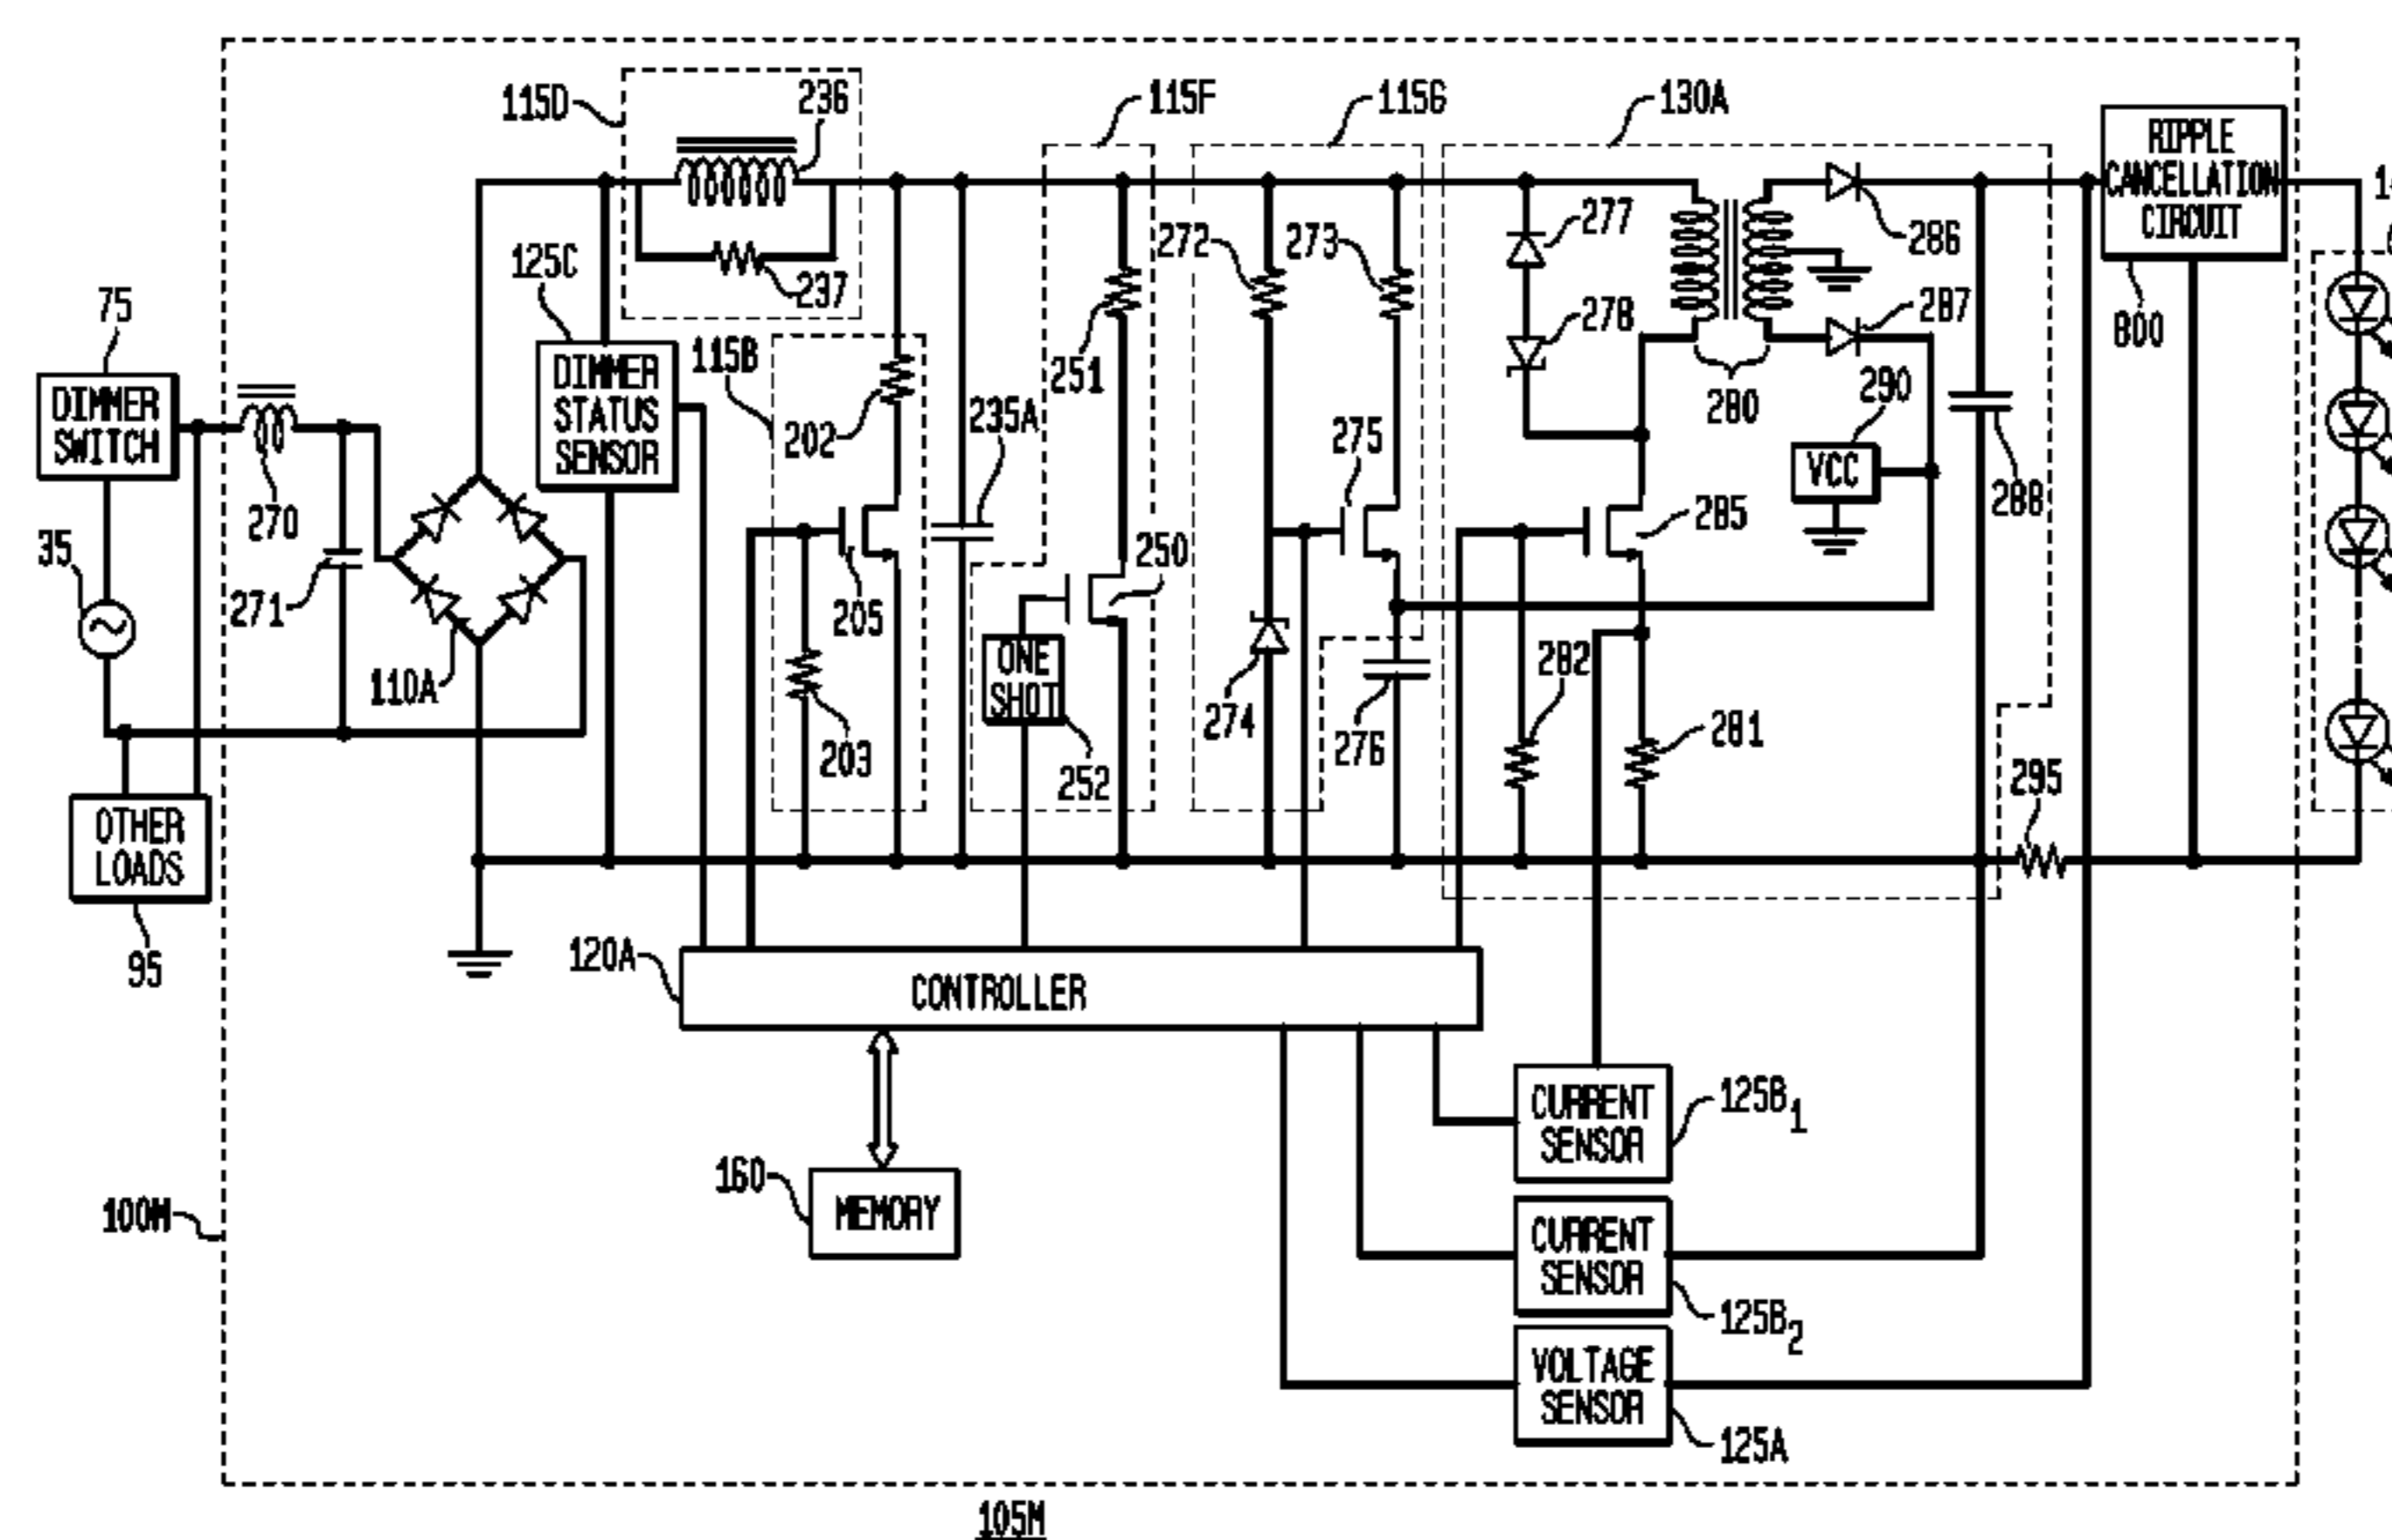 115D
236
115F
115G
130A
RIPPLE
CANCELLATION
CIRCUIT
277
286
272
273
125C
237
278
287
75
800
DIMMER
STATUS
SENSOR
115B
251
290
DIMMER
SWITCH
280
235A
202
275
VCC
270
288
285
35
250
271
205
ONE
SHOT
282
110A
274
281
203
276
252
295
OTHER
LOADS
95
120A
CONTROLLER
CURRENT
SENSOR
125B1
160
MEMORY
100M
CURRENT
SENSOR
125B2
VOLTAGE
SENSOR
125A
105M